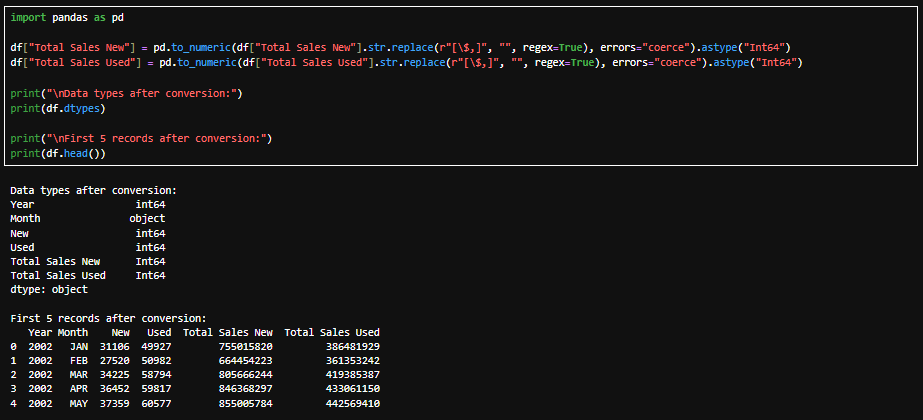 import pandas as pd
df["Total Sales New"] = pd.to_numeric(df["Total Sales New"].str.replace(r"[\$,]", "", regex=True), errors="coerce").astype("Int64")
df["Total Sales Used"] = pd.to_numeric(df["Total Sales Used"].str.replace(r"[\$,]", "", regex=True), errors="coerce").astype("Int64")
print("\nData types after conversion:")
print(df.dtypes)
print("\nFirst 5 records after conversion:")
print(df.head())
Data types after conversion:
Year                 int64
Month               object
New                  int64
Used                 int64
Total Sales New      Int64
Total Sales Used     Int64
dtype: object
First 5 records after conversion:
   Year Month    New   Used  Total Sales New  Total Sales Used
0  2002   JAN  31106  49927        755015820         386481929
1  2002   FEB  27520  50982        664454223         361353242
2  2002   MAR  34225  58794        805666244         419385387
3  2002   APR  36452  59817        846368297         433061150
4  2002   MAY  37359  60577        855005784         442569410